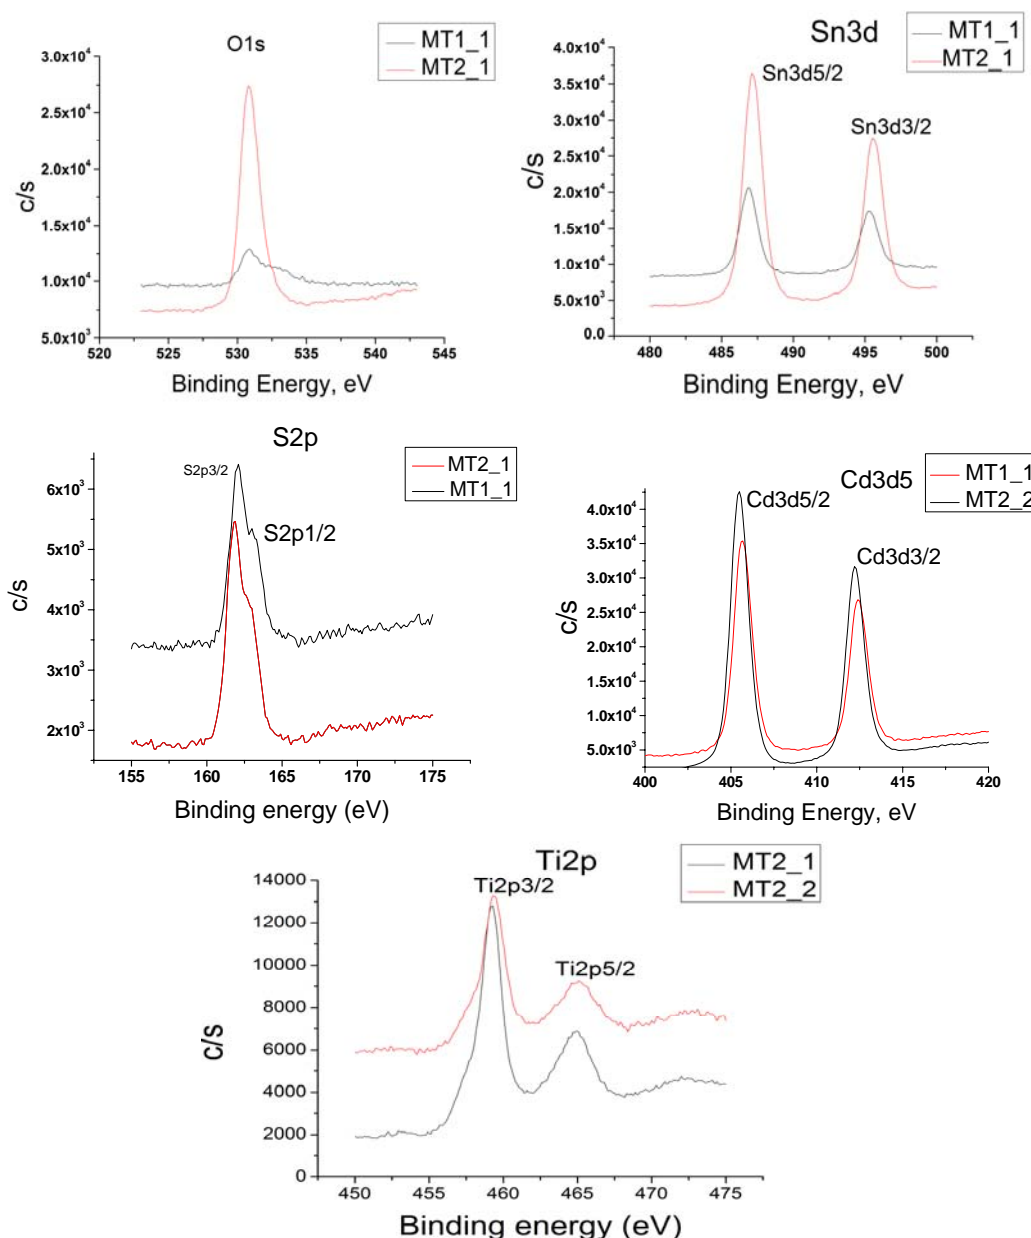 O1s
MT1_1
MT2_1
3.0x10⁴
2.5x10⁴
2.0x10⁴
1.5x10⁴
1.0x10⁴
5.0x10³
c/s
520 525 530 535 540 545
Binding Energy, eV
Sn3d
MT1_1
MT2_1
Sn3d5/2
Sn3d3/2
4.0x10⁴
3.5x10⁴
3.0x10⁴
2.5x10⁴
2.0x10⁴
1.5x10⁴
1.0x10⁴
5.0x10³
0.0
c/s
480 485 490 495 500
Binding Energy, eV
S2p
MT2_1
MT1_1
S2p3/2
S2p1/2
6x10³
5x10³
4x10³
3x10³
2x10³
c/s
155 162 165 170 175
Binding energy (eV)
Cd3d5
MT1_1
MT2_2
Cd3d5/2
Cd3d3/2
4.0x10⁴
3.5x10⁴
3.0x10⁴
2.5x10⁴
2.0x10⁴
1.5x10⁴
1.0x10⁴
5.0x10³
c/s
400 405 410 415 420
Binding Energy, eV
Ti2p
MT2_1
MT2_2
Ti2p3/2
Ti2p5/2
14000
12000
10000
8000
6000
4000
2000
0
c/s
450 455 460 465 470 475
Binding energy (eV)